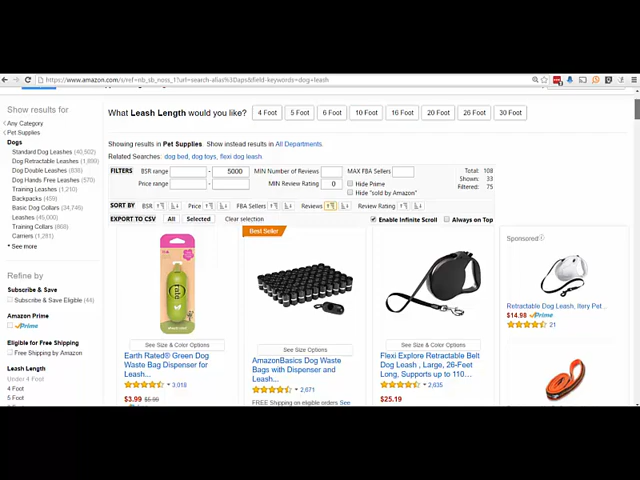 https://www.amazon.com/s/ref=nb_sb_noss_1?url=search-alias%3Daps&field-keywords=dog+leash
Show results for
Any Category
Pet Supplies
Dogs
Standard Dog Leashes (40,502)
Dog Retractable Leashes
Dog Double Leashes (838)
Dog Hands Free Leashes (570)
Training Leashes (1,210)
Backpacks (459)
Basic Dog Collars (34,746)
Leashes (45,000)
Training Collars (868)
Carriers (1,291)
See more
Refine by
Subscribe & Save
Subscribe & Save Eligible (44)
Amazon Prime
Prime
Eligible for Free Shipping
Free Shipping by Amazon
Leash Length
Under 4 Foot
4 Foot
5 Foot
What Leash Length would you like?
4 Foot 5 Foot 6 Foot 10 Foot 16 Foot 20 Foot 26 Foot 30 Foot
Showing results in Pet Supplies. Show instead results in All Departments.
Related Searches: dog bed, dog toys, flexi dog leash.
FILTERS BSR range - 5000 MIN Number of Reviews MAX FBA Sellers
Price range - MIN Review Rating 0 Hide Prime
Hide "sold by Amazon"
Total: 108
Shown: 33
Filtered: 75
SORT BY BSR Price FBA Sellers Reviews Review Rating
EXPORT TO CSV All Selected Clear selection Enable Infinite Scroll Always on Top
See Size & Color Options
Earth Rated® Green Dog
Waste Bag Dispenser for
Leash...
3,018
$3.99 $5.99
Best Seller
See Size Options
AmazonBasics Dog Waste
Bags with Dispenser and
Leash...
2,671
FREE Shipping on eligible orders See
See Size & Color Options
Flexi Explore Retractable Belt
Dog Leash , Large, 26-Feet
Long, Supports up to 110...
2,635
$25.19
Sponsored
Retractable Dog Leash, Itery Pet...
$14.98 Prime
21